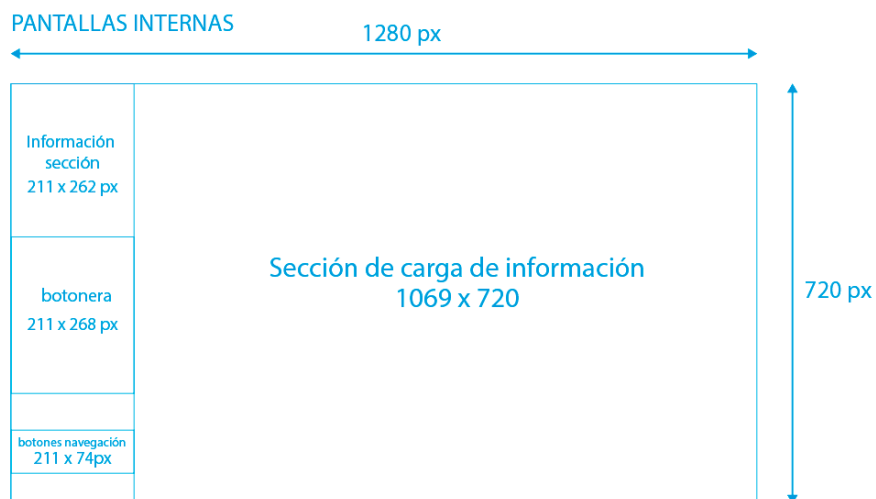 PANTALLAS INTERNAS
1280 px
Información
sección
211 x 262 px
botonera
211 x 268 px
botones navegación
211 x 74px
Sección de carga de información
1069 x 720
720 px